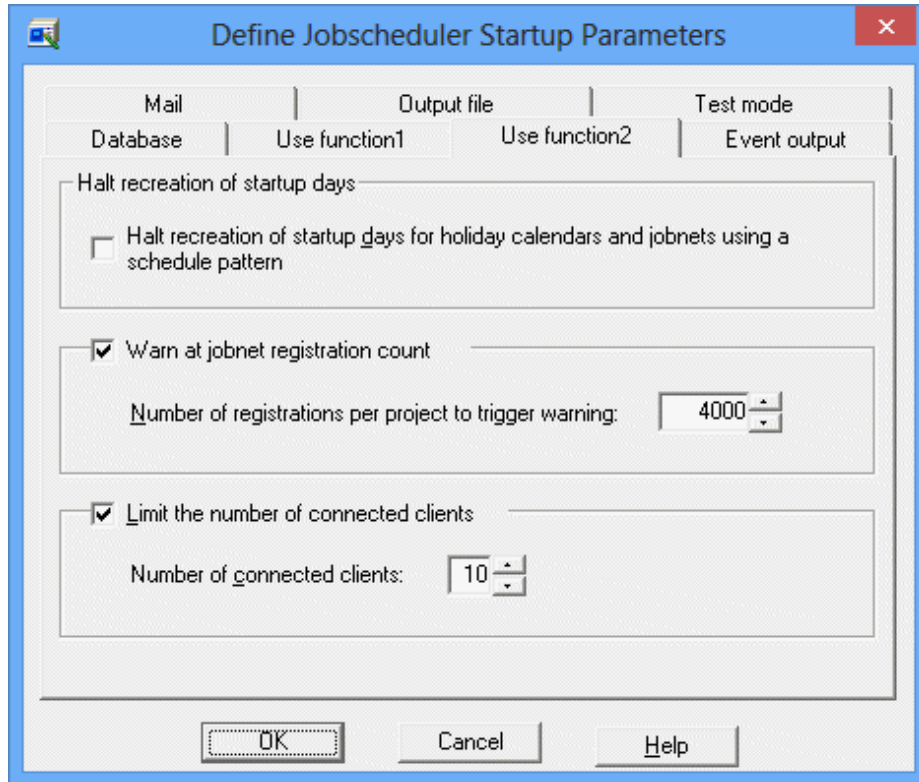 Define Jobscheduler Startup Parameters
Mail Output file Test mode
Database Use function1 Use function2 Event output
Halt recreation of startup days
Halt recreation of startup days for holiday calendars and jobnets using a
schedule pattern
Warn at jobnet registration count
Number of registrations per project to trigger warning: 4000
Limit the number of connected clients
Number of connected clients: 10
OK Cancel Help